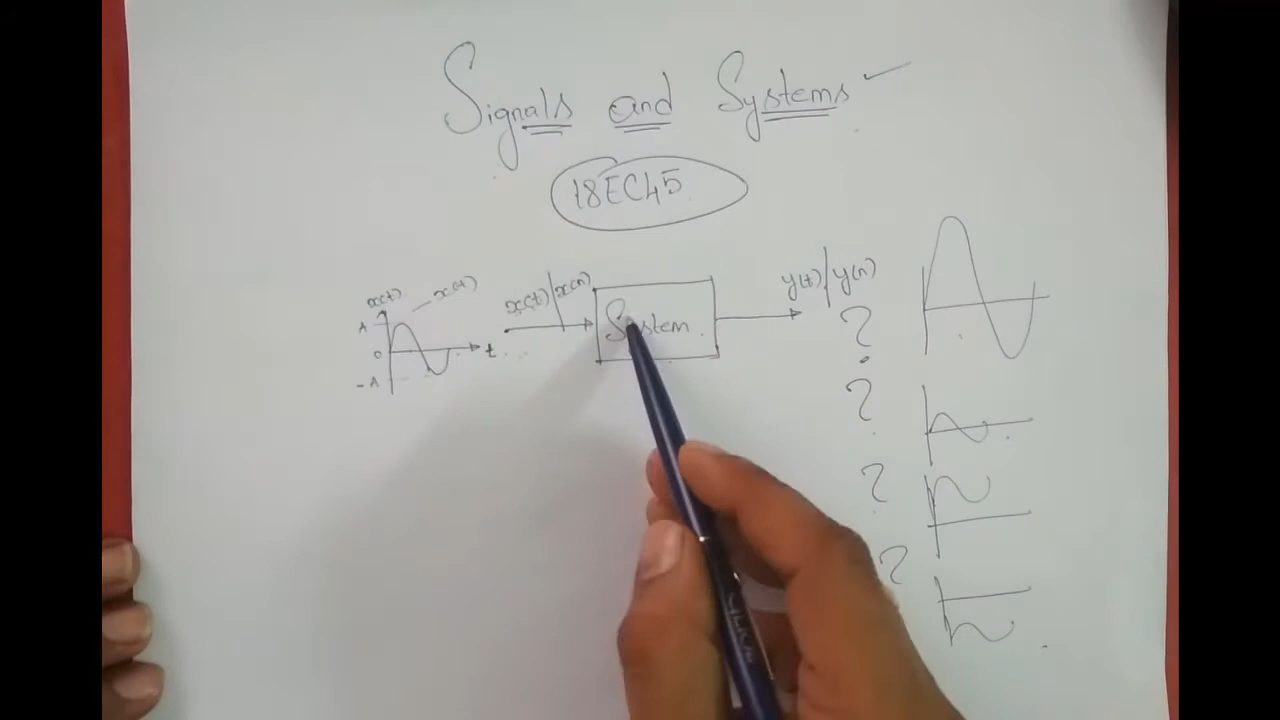 Signals and Systems
18EC45
x(t) x(t) x(t)/x(n) System y(t)/y(n)
A
0 t
-A
?
?
?
?